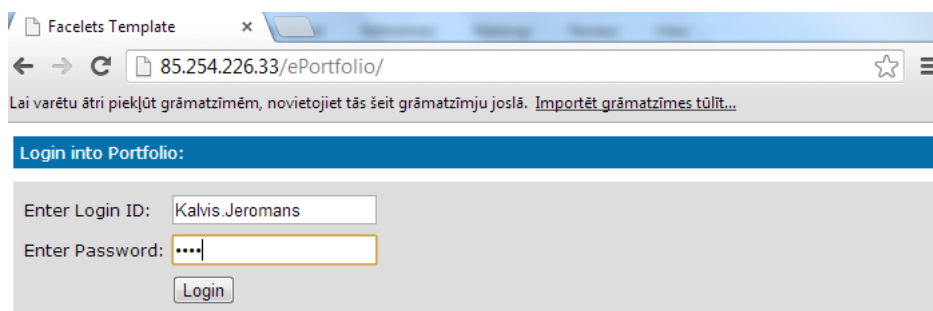 Facelets Template
85.254.226.33/ePortfolio/
Lai varētu ātri piekļūt grāmatzīmēm, novietojiet tās šeit grāmatzīmju joslā. Importēt grāmatzīmes tūlīt...
Login into Portfolio:
Enter Login ID: Kalvis.Jeromans
Enter Password: ••••
Login